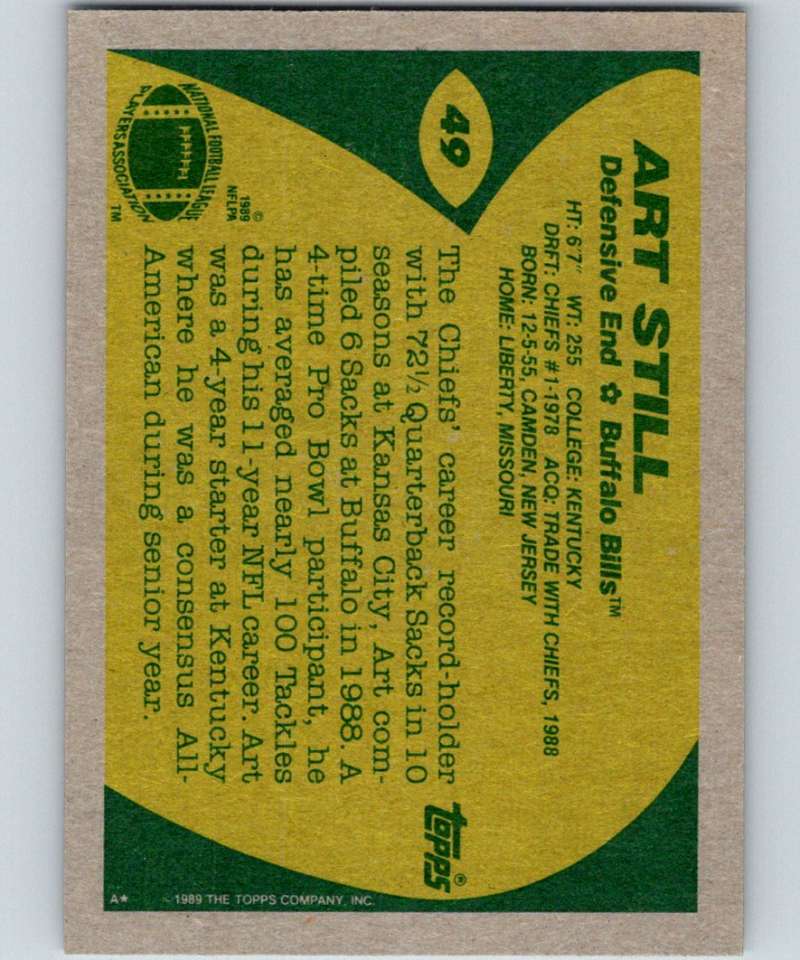 49
ART STILL
Defensive End ✿ Buffalo Bills™
HT: 6'7" WT: 255 COLLEGE: KENTUCKY
DRFT: CHIEFS #1-1978 ACQ: TRADE WITH CHIEFS, 1988
BORN: 12-5-55, CAMDEN, NEW JERSEY
HOME: LIBERTY, MISSOURI
The Chiefs' career record-holder
with 72½ Quarterback Sacks in 10
seasons at Kansas City, Art com-
piled 6 Sacks at Buffalo in 1988. A
4-time Pro Bowl participant, he
has averaged nearly 100 Tackles
during his 11-year NFL career. Art
was a 4-year starter at Kentucky
where he was a consensus All-
American during senior year.
NATIONAL FOOTBALL LEAGUE
PLAYERS ASSOCIATION
TM
©
1989
NFLPA
topps®
A★ 1989 THE TOPPS COMPANY, INC.